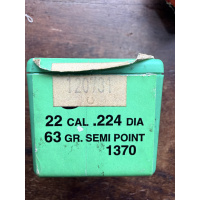 120731
22 CAL .224 DIA
63 GR. SEMI POINT
1370